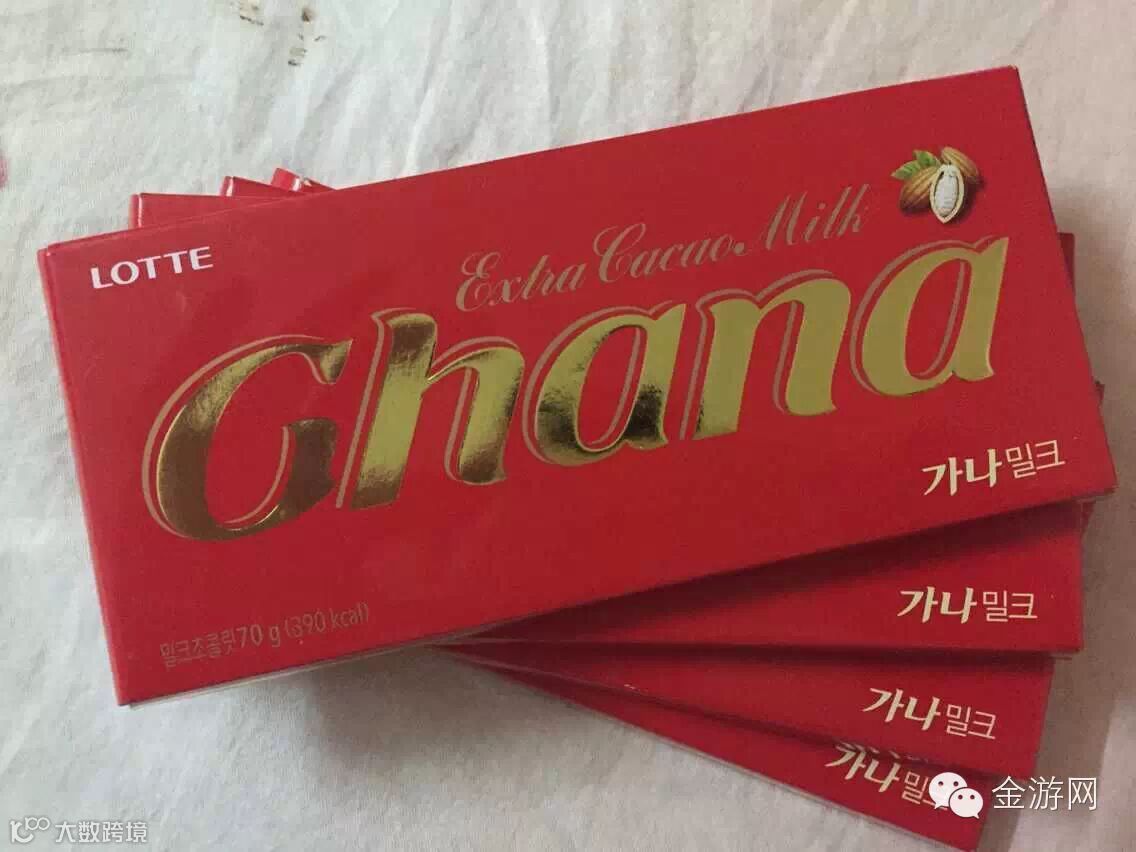 LOTTE
Extra Cacao Milk
Ghana
가나 밀크
밀크초콜릿 70 g (390 kcal)
가나 밀크
가나 밀크
가나 밀크
金游网
大数跨境